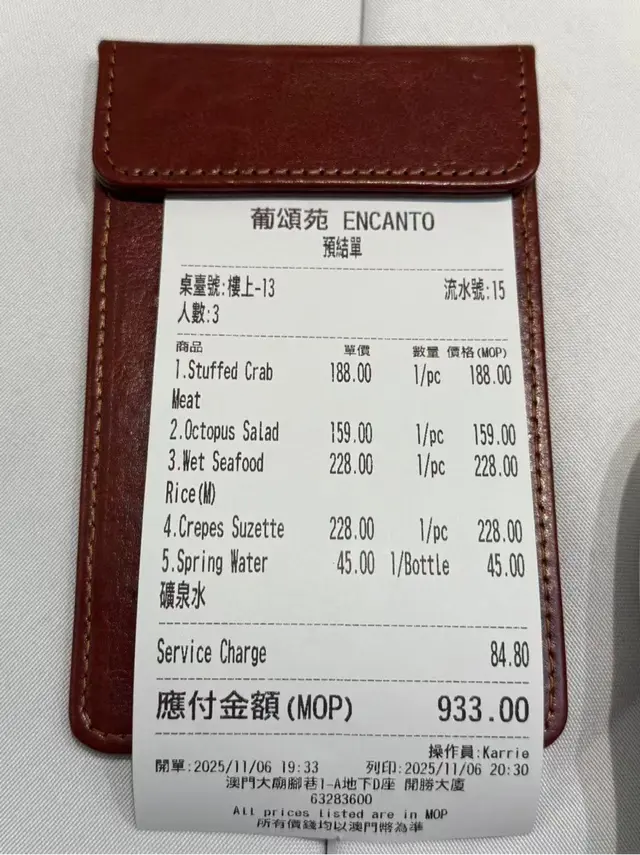 葡頌苑 ENCANTO
預結單
桌臺號:樓上-13 流水號:15
人數:3
商品 單價 數量 價格(MOP)
1.Stuffed Crab 188.00 1/pc 188.00
Meat
2.Octopus Salad 159.00 1/pc 159.00
3.Wet Seafood 228.00 1/pc 228.00
Rice(M)
4.Crepes Suzette 228.00 1/pc 228.00
5.Spring Water 45.00 1/Bottle 45.00
礦泉水
Service Charge 84.80
應付金額(MOP) 933.00
操作員:Karrie
開單:2025/11/06 19:33 列印:2025/11/06 20:30
澳門大廟腳巷1-A地下D座 開勝大廈
63283600
All prices listed are in MOP
所有價錢均以澳門幣為準